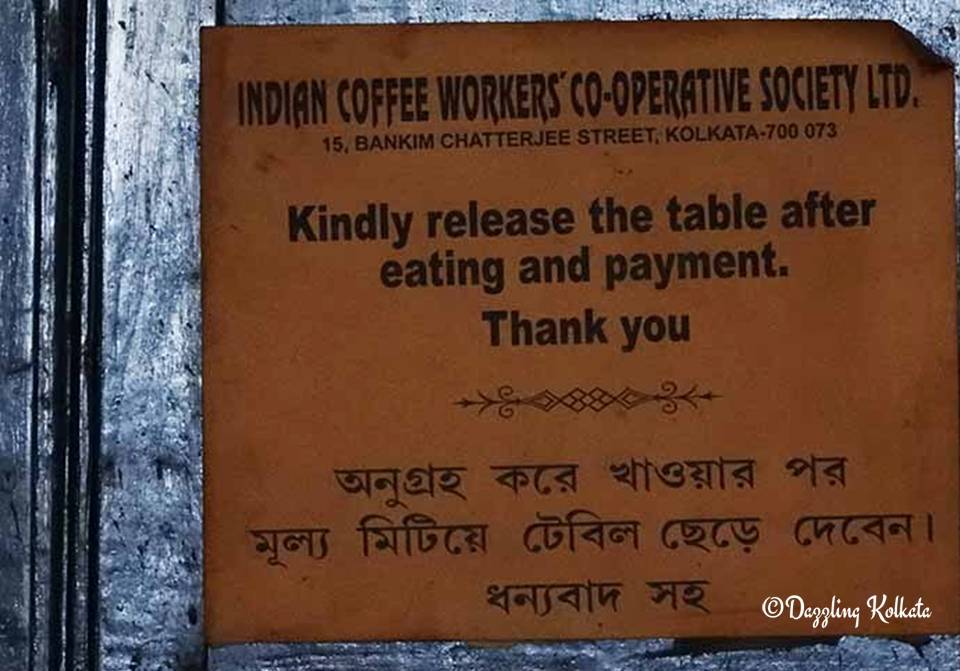 INDIAN COFFEE WORKERS' CO-OPERATIVE SOCIETY LTD.
15, BANKIM CHATTERJEE STREET, KOLKATA-700 073
Kindly release the table after
eating and payment.
Thank you
অনুগ্রহ করে খাওয়ার পর
মূল্য মিটিয়ে টেবিল ছেড়ে দেবেন।
ধন্যবাদ সহ
©Dazzling Kolkata